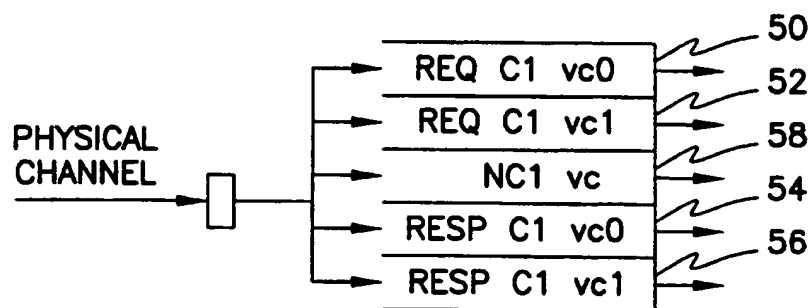 50
REQ C1 vc0
52
REQ C1 vc1
58
PHYSICAL
CHANNEL
NC1 vc
54
RESP C1 vc0
56
RESP C1 vc1